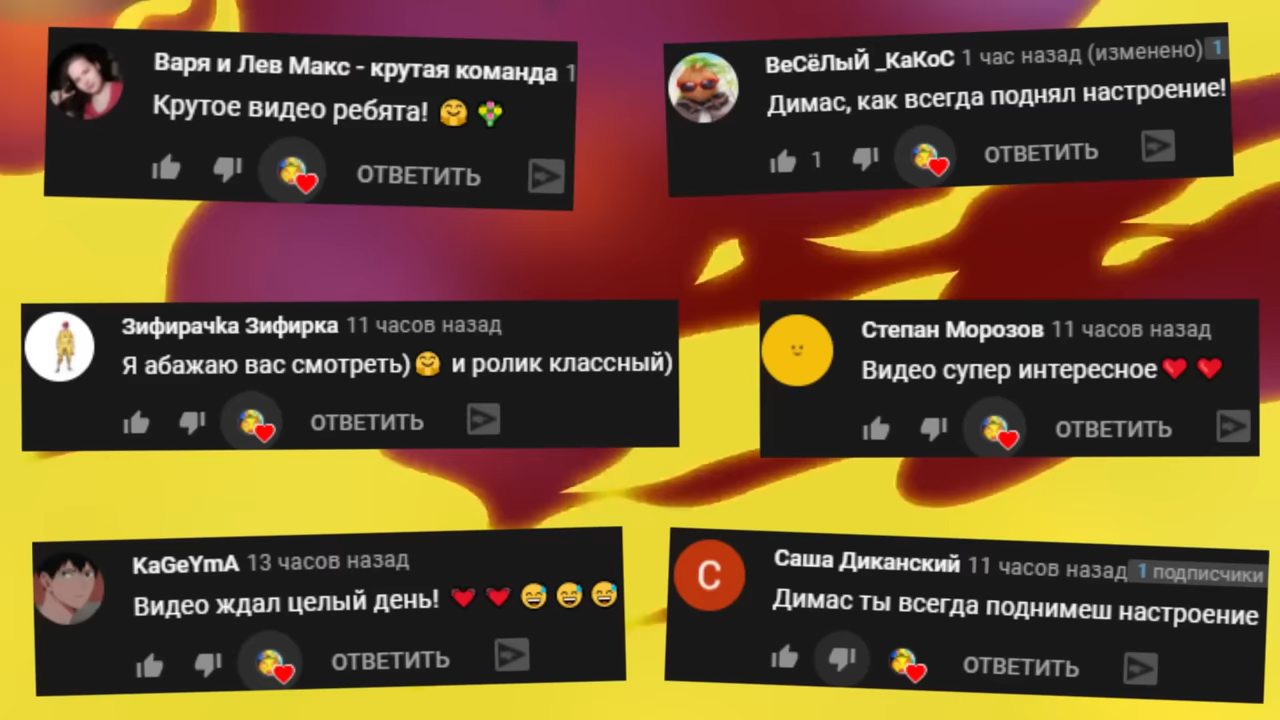 Варя и Лев Макс - крутая команда 1
Крутое видео ребята! 🤗 💐
ОТВЕТИТЬ
ВеСёЛыЙ _КаКоС 1 час назад (изменено) 1
Димас, как всегда поднял настроение!
1 ОТВЕТИТЬ
Зифирачка Зифирка 11 часов назад
Я абажаю вас смотреть) 🤗 и ролик классный)
ОТВЕТИТЬ
Степан Морозов 11 часов назад
Видео супер интересное ❤️ ❤️
ОТВЕТИТЬ
KaGeYmA 13 часов назад
Видео ждал целый день! ❤️ ❤️ 😅 😅 😅
ОТВЕТИТЬ
С
Саша Диканский 11 часов назад 1 подписчики
Димас ты всегда поднимеш настроение
ОТВЕТИТЬ